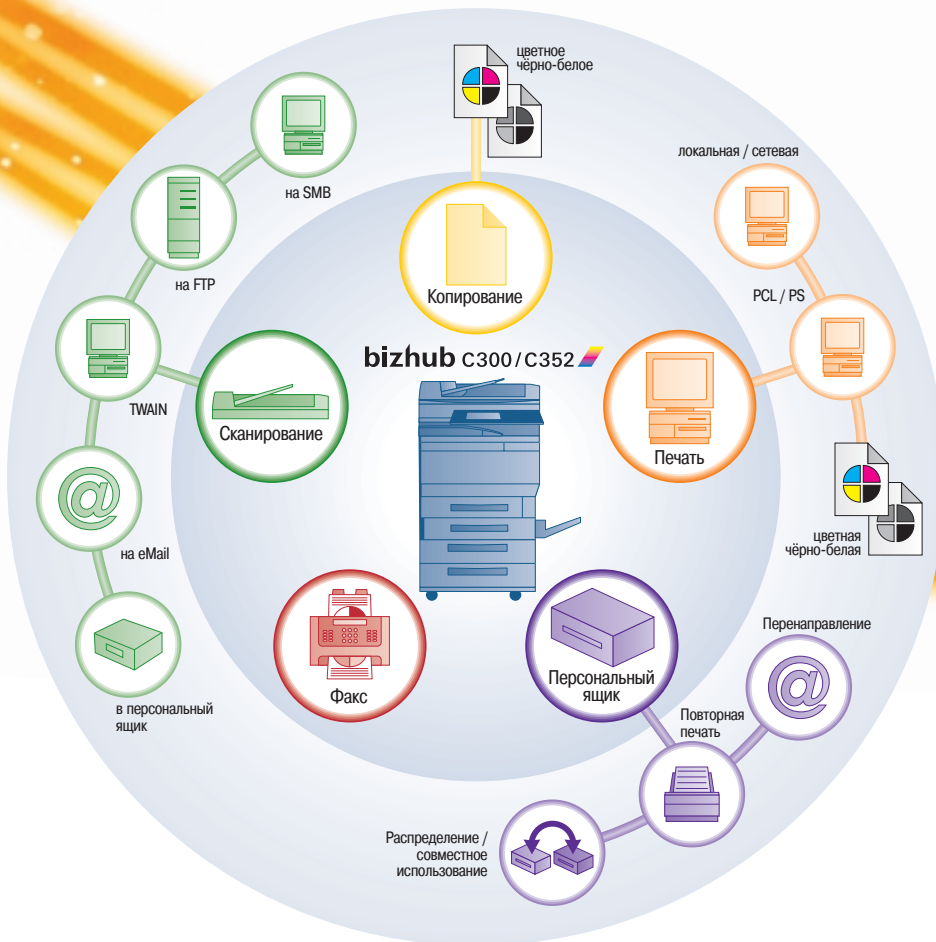 цветное
чёрно-белое
на SMB
локальная / сетевая
на FTP
Копирование
PCL / PS
bizhub C300/C352
TWAIN
Сканирование
Печать
на eMail
цветная
чёрно-белая
Факс
Персональный
ящик
Перенаправление
в персональный
ящик
Повторная
печать
Распределение /
совместное
использование